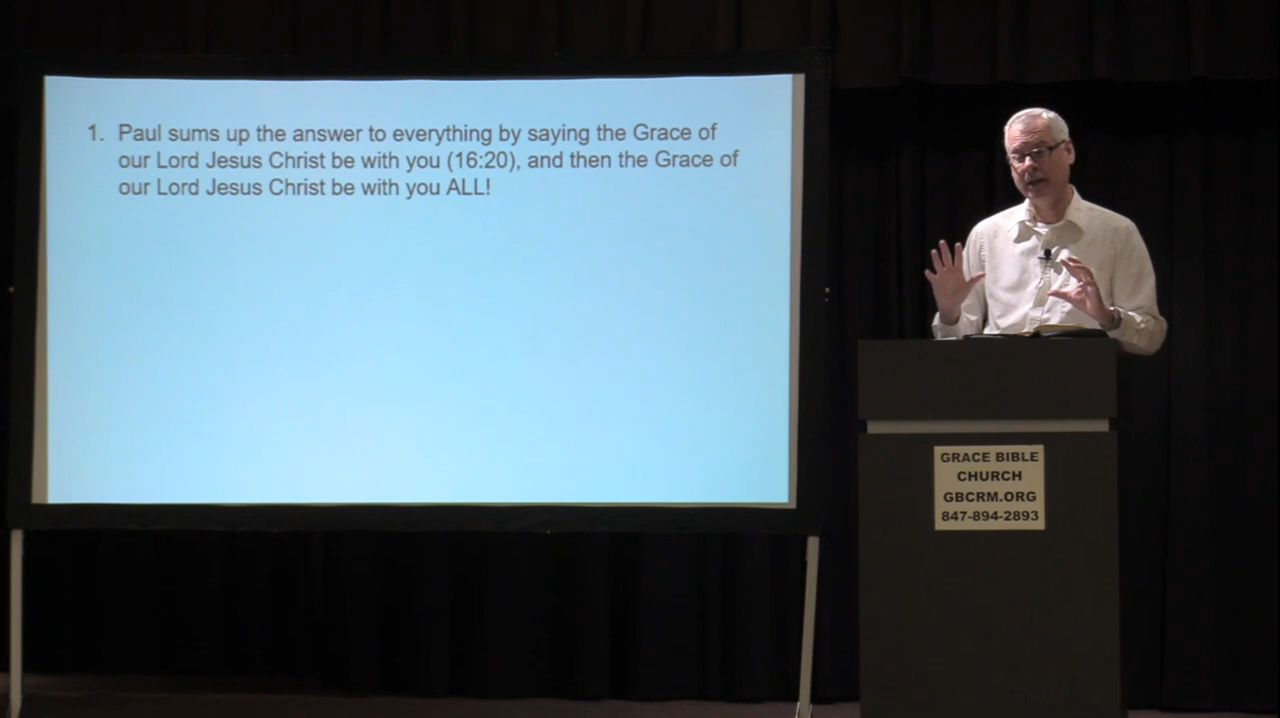 1. Paul sums up the answer to everything by saying the Grace of
our Lord Jesus Christ be with you (16:20), and then the Grace of
our Lord Jesus Christ be with you ALL!
GRACE BIBLE
CHURCH
GBCRM.ORG
847-894-2893